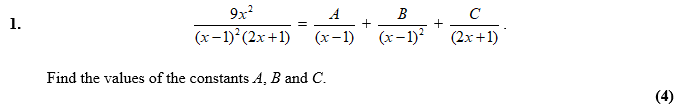 1. 9x²/((x−1)²(2x+1)) = A/(x−1) + B/(x−1)² + C/(2x+1) .
Find the values of the constants A, B and C.
(4)